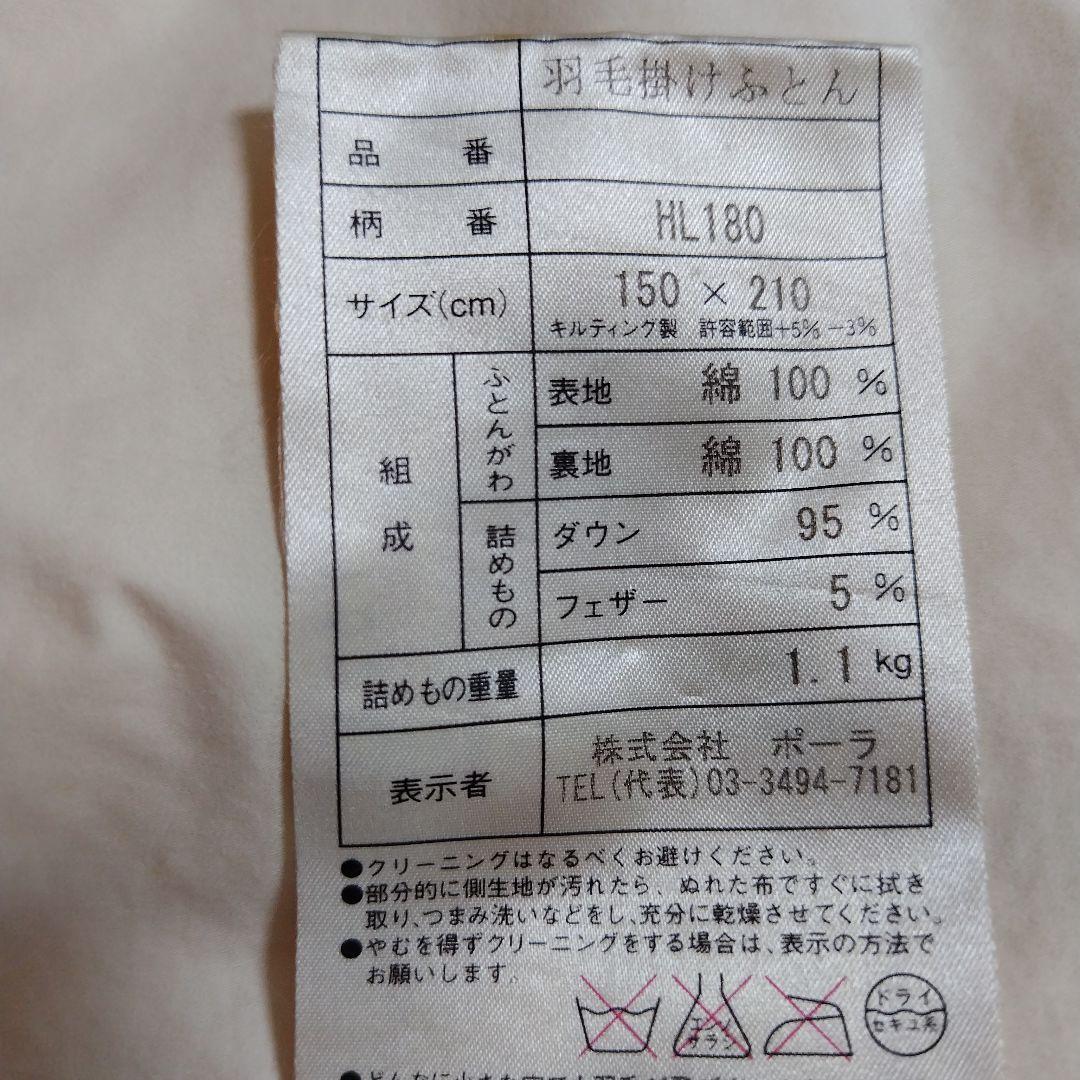 羽毛掛けふとん
品 番
柄 番 HL180
サイズ(cm) 150 × 210
キルティング製 許容範囲+5% −3%
組成
ふとんがわ
表地 綿 100 %
裏地 綿 100 %
詰めもの
ダウン 95 %
フェザー 5 %
詰めもの重量 1.1 kg
表示者
株式会社 ポーラ
TEL(代表)03-3494-7181
●クリーニングはなるべくお避けください。
●部分的に側生地が汚れたら、ぬれた布ですぐに拭き
取り、つまみ洗いなどをし、充分に乾燥させてください。
●やむを得ずクリーニングをする場合は、表示の方法で
お願いします。
エンソ
サラシ
ドライ
セキユ系